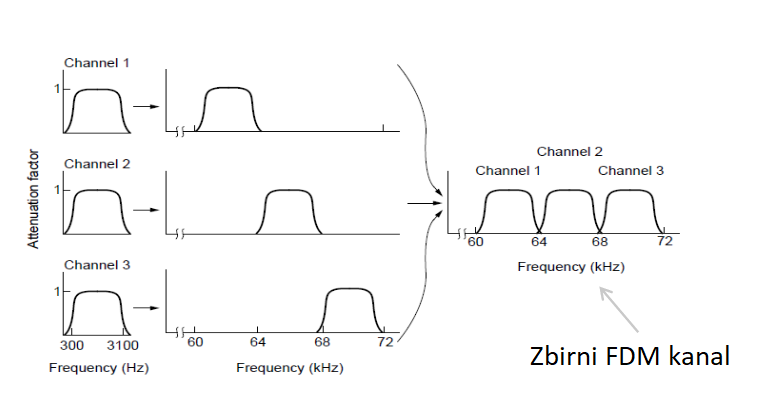 Channel 1
1
Channel 2
1
Channel 3
1
Attenuation factor
300 3100
Frequency (Hz)
60 64 68 72
Frequency (kHz)
Channel 2
Channel 1 Channel 3
60 64 68 72
Frequency (kHz)
Zbirni FDM kanal